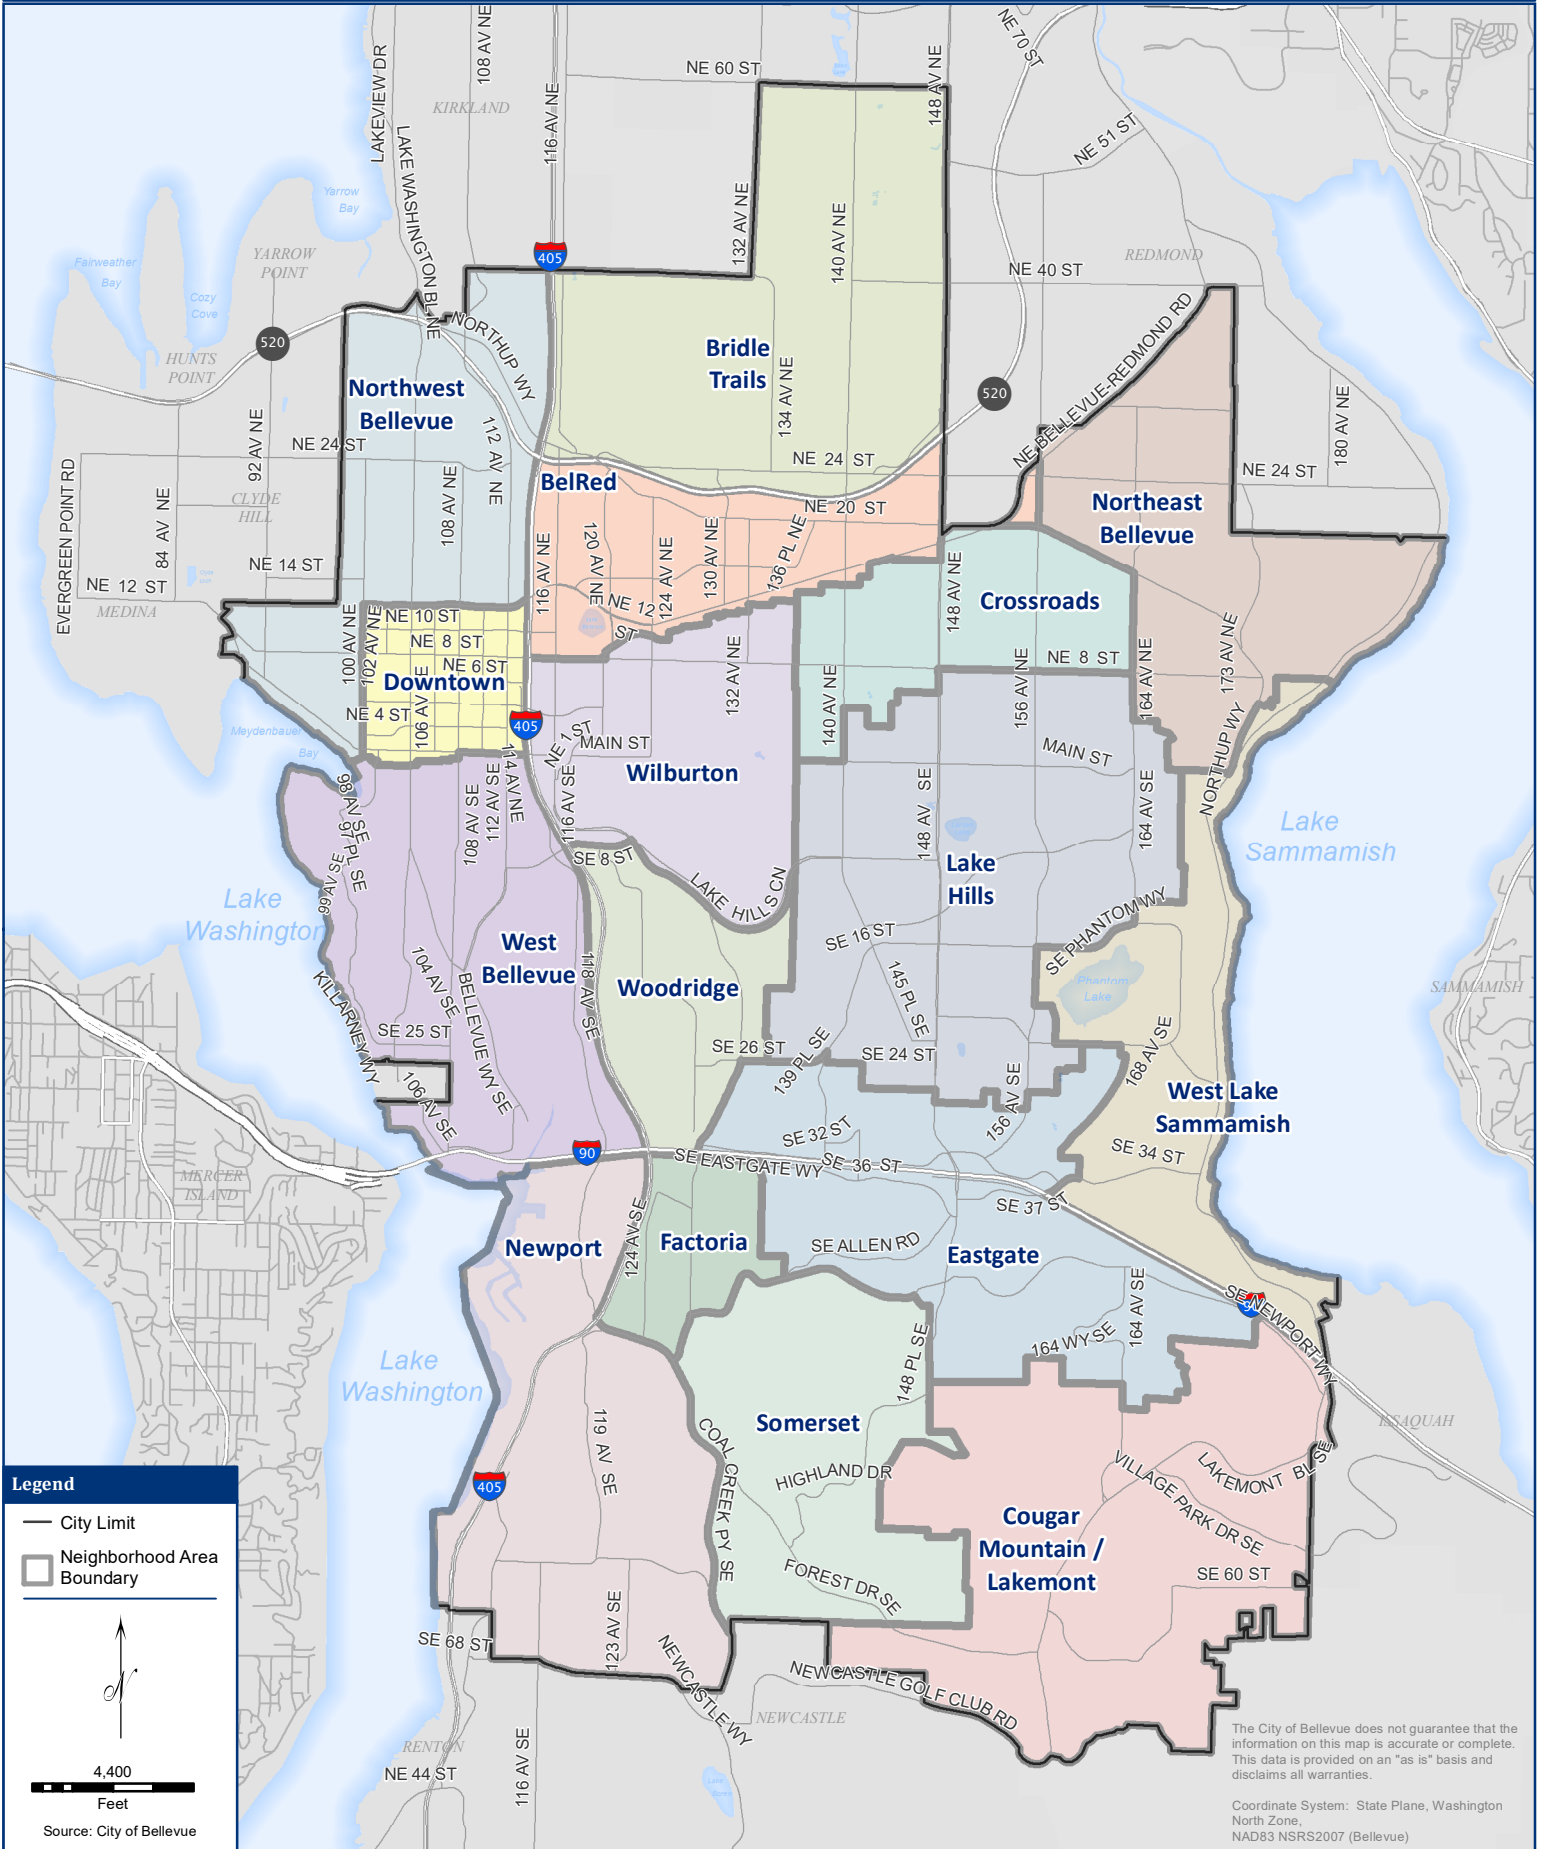 LAKEVIEW DR
108 AV NE
116 AV NE
NE 60 ST
148 AV NE
NE 70 ST
KIRKLAND
LAKE WASHINGTON BL NE
NE 51 ST
Yarrow
Bay
132 AV NE
140 AV NE
YARROW
POINT
REDMOND
Fairweather
Bay
405
NE 40 ST
Cozy
Cove
NORTHUP WY
520
HUNTS
POINT
Bridle
Trails
NE BELLEVUE-REDMOND RD
Northwest
Bellevue
134 AV NE
520
180 AV NE
92 AV NE
NE 24 ST
112 AV NE
NE 24 ST
NE 24 ST
EVERGREEN POINT RD
84 AV NE
CLYDE
HILL
108 AV NE
BelRed
NE 20 ST
Northeast
Bellevue
116 AV NE
120 AV NE
124 AV NE
130 AV NE
136 PL NE
NE 14 ST
NE 12 ST
MEDINA
NE 12
ST
148 AV NE
Crossroads
100 AV NE
102 AV NE
NE 10 ST
NE 8 ST
NE 6 ST
Downtown
NE 4 ST
106 AV NE
132 AV NE
140 AV NE
156 AV NE
NE 8 ST
164 AV NE
173 AV NE
405
Meydenbauer
Bay
114 AV NE
NE 1 ST
MAIN ST
MAIN ST
NORTHUP WY
Wilburton
98 AV SE
97 PL SE
99 AV SE
108 AV SE
112 AV SE
116 AV SE
148 AV SE
164 AV SE
Lake
Sammamish
SE 8 ST
LAKE HILLS CN
Lake
Hills
Lake
Washington
West
Bellevue
SE 16 ST
SE PHANTOM WY
104 AV SE
BELLEVUE WY SE
118 AV SE
Woodridge
145 PL SE
Phantom
Lake
SAMMAMISH
KILLARNEY WY
SE 25 ST
SE 26 ST
139 PL SE
SE 24 ST
168 AV SE
106 AV SE
156 AV SE
West Lake
Sammamish
SE 32 ST
90
SE EASTGATE WY
SE 36 ST
SE 34 ST
MERCER
ISLAND
SE 37 ST
Newport
124 AV SE
Factoria
SE ALLEN RD
Eastgate
164 AV SE
SE NEWPORT WY
164 WY SE
148 PL SE
Lake
Washington
119 AV SE
COAL CREEK PY SE
Somerset
ISSAQUAH
HIGHLAND DR
VILLAGE PARK DR SE
LAKEMONT BL SE
405
Cougar
Mountain /
Lakemont
FOREST DR SE
SE 60 ST
123 AV SE
SE 68 ST
NEWCASTLE WY
NEWCASTLE GOLF CLUB RD
NEWCASTLE
RENTON
NE 44 ST
116 AV SE
Legend
City Limit
Neighborhood Area
Boundary
N
4,400
Feet
Source: City of Bellevue
The City of Bellevue does not guarantee that the
information on this map is accurate or complete.
This data is provided on an "as is" basis and
disclaims all warranties.
Coordinate System: State Plane, Washington
North Zone,
NAD83 NSRS2007 (Bellevue)